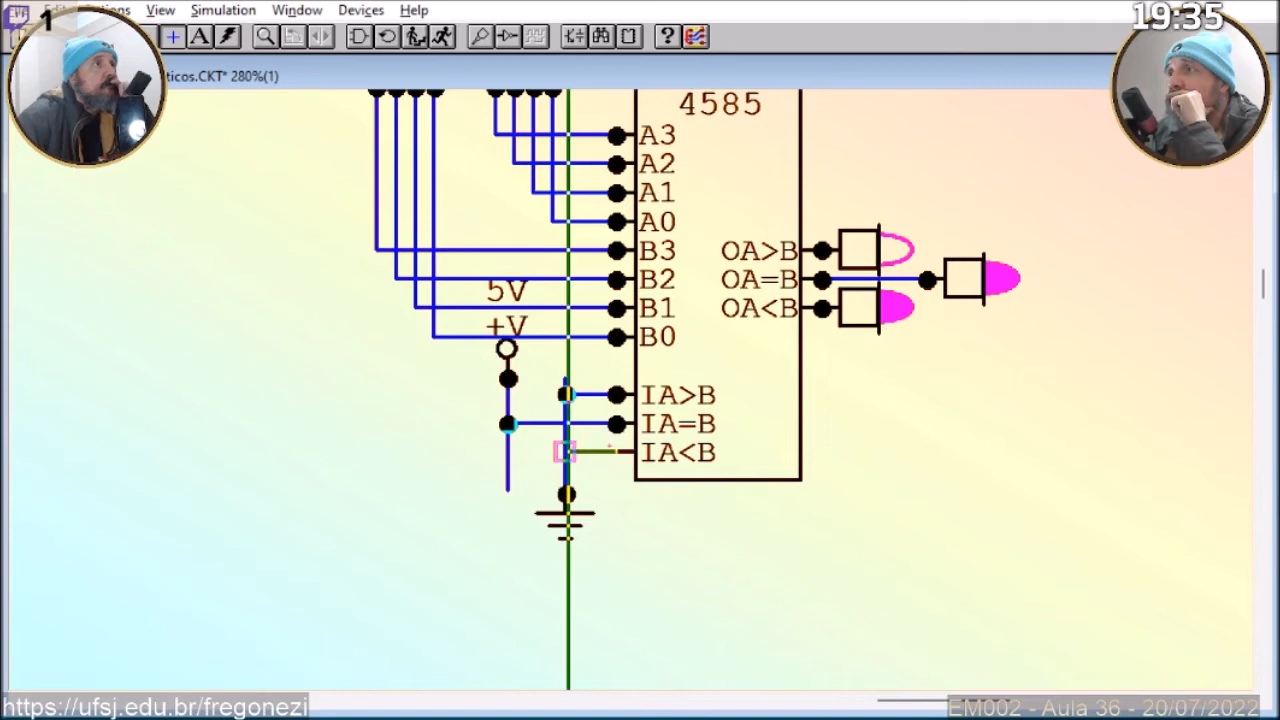 1
19:35
View Simulation Window Devices Help
A
?
ticos.CKT* 280%(1)
4585
A3
A2
A1
A0
B3
B2
B1
B0
OA>B
OA=B
OA<B
5V
+V
IA>B
IA=B
IA<B
https://ufsj.edu.br/fregonezi
EM002 - Aula 36 - 20/07/2022